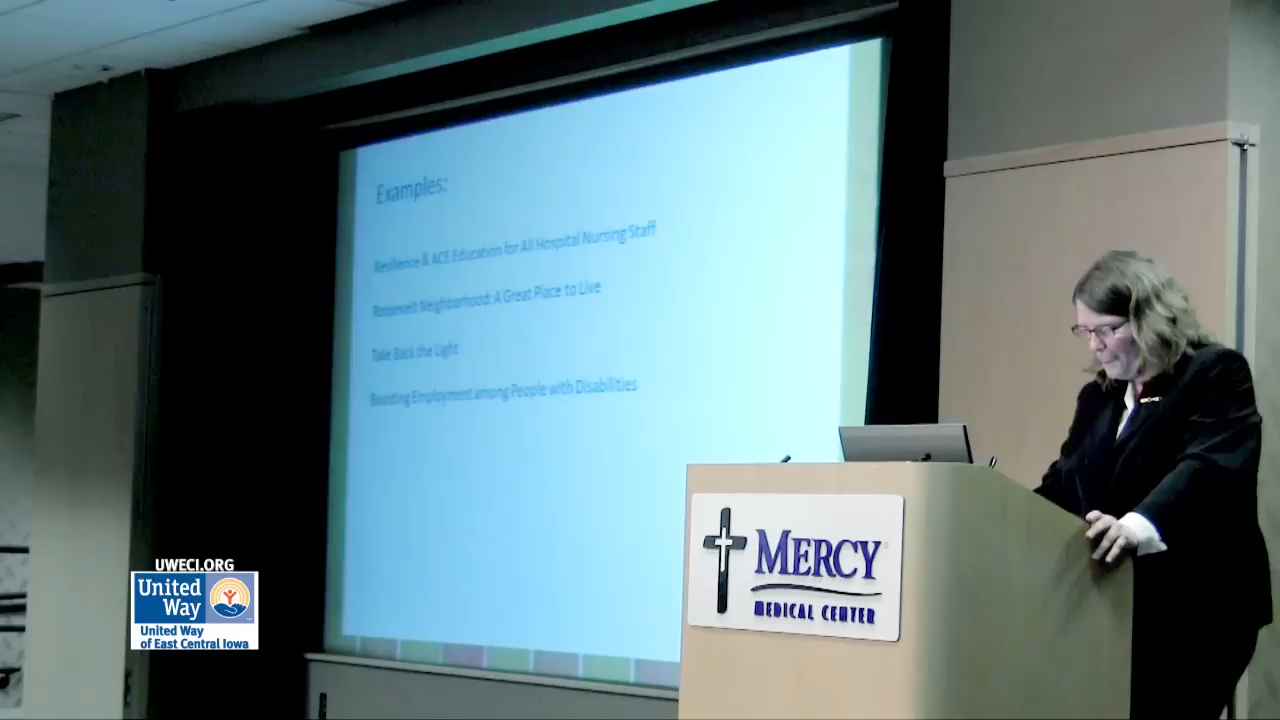 Examples:
Resilience & ACE Education for All Hospital Nursing Staff
Roosevelt Neighborhood: A Great Place to Live
Take Back the Light
Boosting Employment among People with Disabilities
MERCY
MEDICAL CENTER
UWECI.ORG
United
Way
United Way
of East Central Iowa